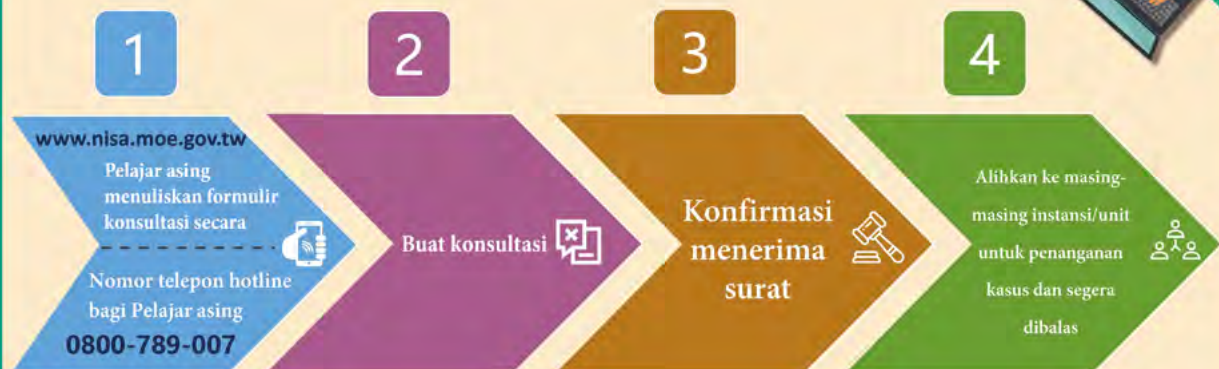 1
www.nisa.moe.gov.tw
Pelajar asing
menuliskan formulir
konsultasi secara
Nomor telepon hotline
bagi Pelajar asing
0800-789-007
2
Buat konsultasi
3
Konfirmasi
menerima
surat
4
Alihkan ke masing-
masing instansi/unit
untuk penanganan
kasus dan segera
dibalas